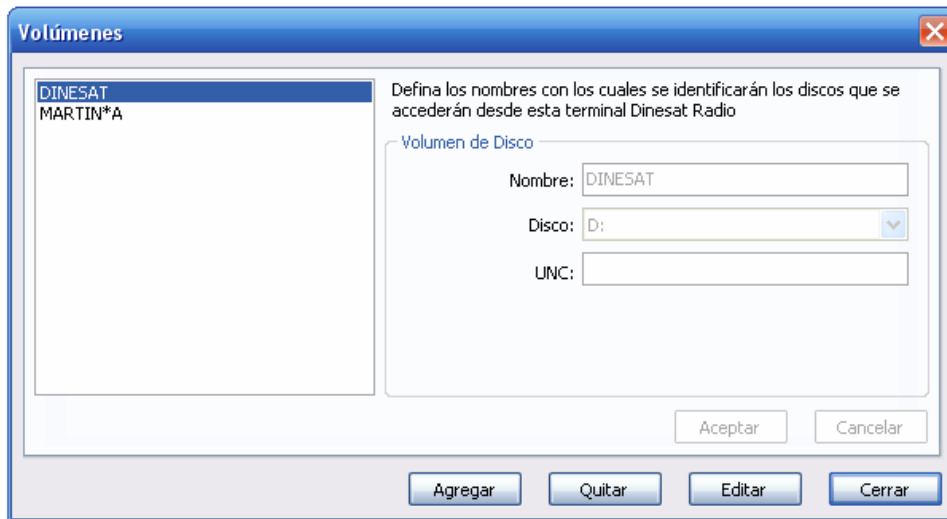 Volúmenes
DINESAT
MARTIN*A
Defina los nombres con los cuales se identificarán los discos que se
accederán desde esta terminal Dinesat Radio
Volumen de Disco
Nombre: DINESAT
Disco: D:
UNC:
Aceptar Cancelar
Agregar Quitar Editar Cerrar